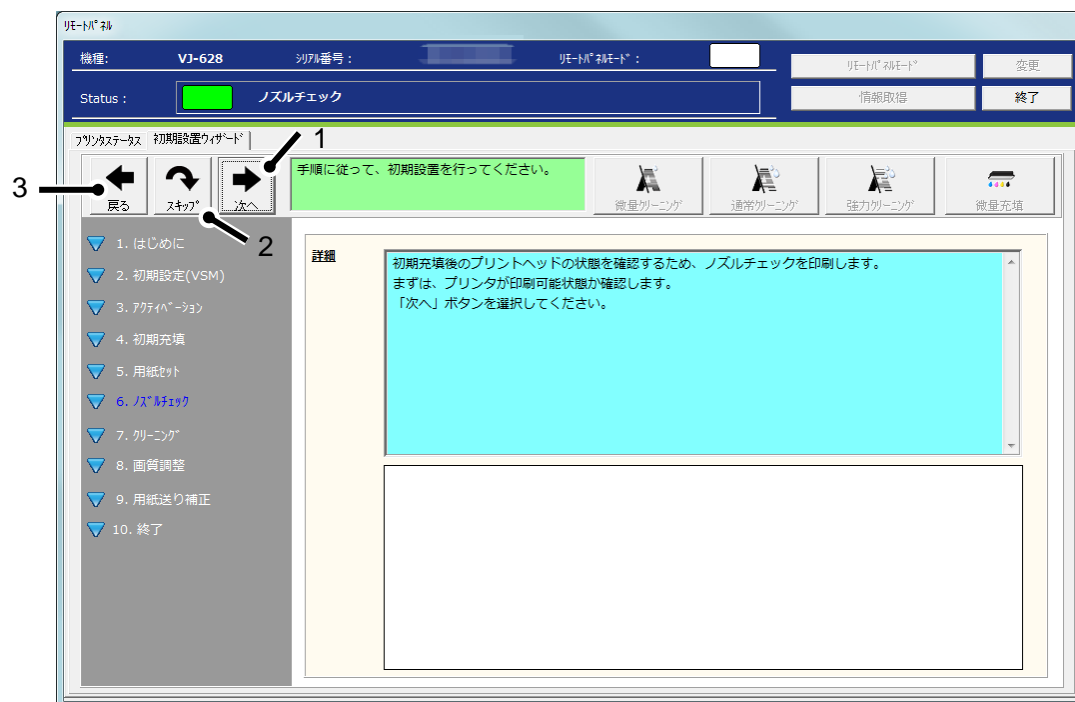 リモートパネル
機種: VJ-628 シリアル番号： リモートパネルモード： リモートパネルモード 変更
Status： ノズルチェック 情報取得 終了
プリンタステータス 初期設置ウィザード 1
3 戻る スキップ 次へ 手順に従って、初期設置を行ってください。 微量クリーニング 通常クリーニング 強力クリーニング 微量充填
2
1. はじめに
2. 初期設定(VSM)
3. アクティベーション
4. 初期充填
5. 用紙セット
6. ノズルチェック
7. クリーニング
8. 画質調整
9. 用紙送り補正
10. 終了
詳細
初期充填後のプリントヘッドの状態を確認するため、ノズルチェックを印刷します。
まずは、プリンタが印刷可能状態か確認します。
「次へ」ボタンを選択してください。